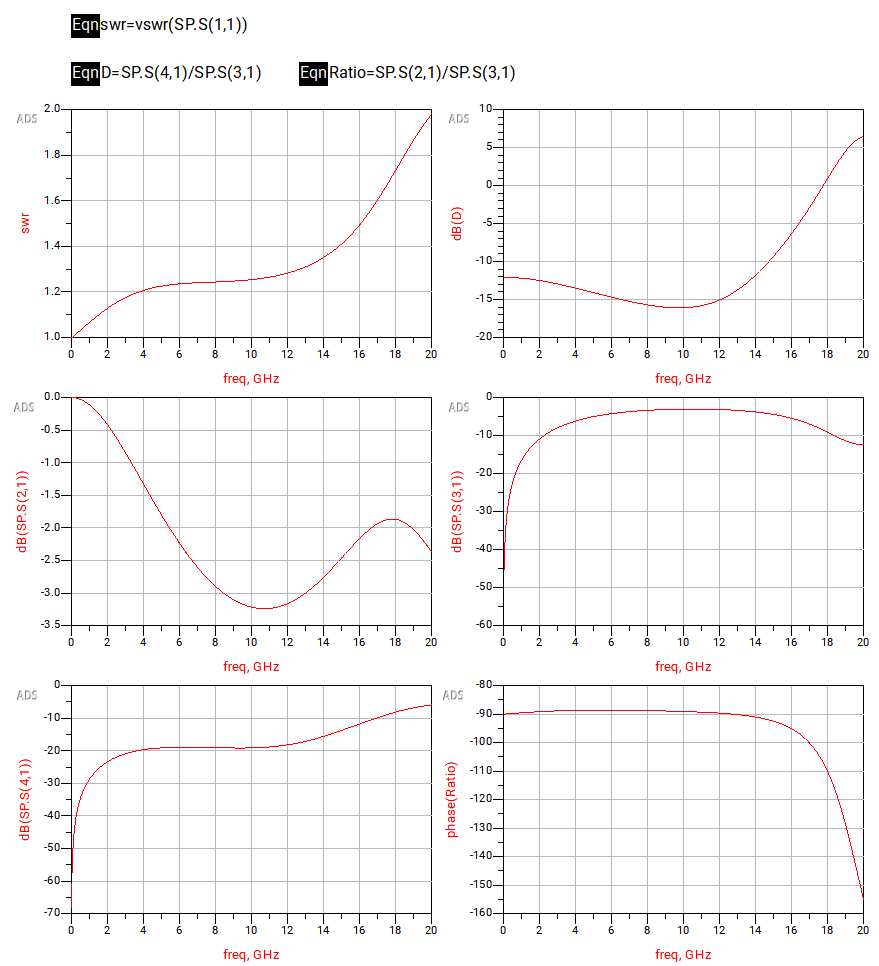 Eqn swr=vswr(SP.S(1,1))
Eqn D=SP.S(4,1)/SP.S(3,1) Eqn Ratio=SP.S(2,1)/SP.S(3,1)
ADS
swr
2.0
1.8
1.6
1.4
1.2
1.0
0 2 4 6 8 10 12 14 16 18 20
freq, GHz
ADS
dB(D)
10
5
0
-5
-10
-15
-20
0 2 4 6 8 10 12 14 16 18 20
freq, GHz
ADS
dB(SP.S(2,1))
0.0
-0.5
-1.0
-1.5
-2.0
-2.5
-3.0
-3.5
0 2 4 6 8 10 12 14 16 18 20
freq, GHz
ADS
dB(SP.S(3,1))
0
-10
-20
-30
-40
-50
-60
0 2 4 6 8 10 12 14 16 18 20
freq, GHz
ADS
dB(SP.S(4,1))
0
-10
-20
-30
-40
-50
-60
-70
0 2 4 6 8 10 12 14 16 18 20
freq, GHz
ADS
phase(Ratio)
-80
-90
-100
-110
-120
-130
-140
-150
-160
0 2 4 6 8 10 12 14 16 18 20
freq, GHz